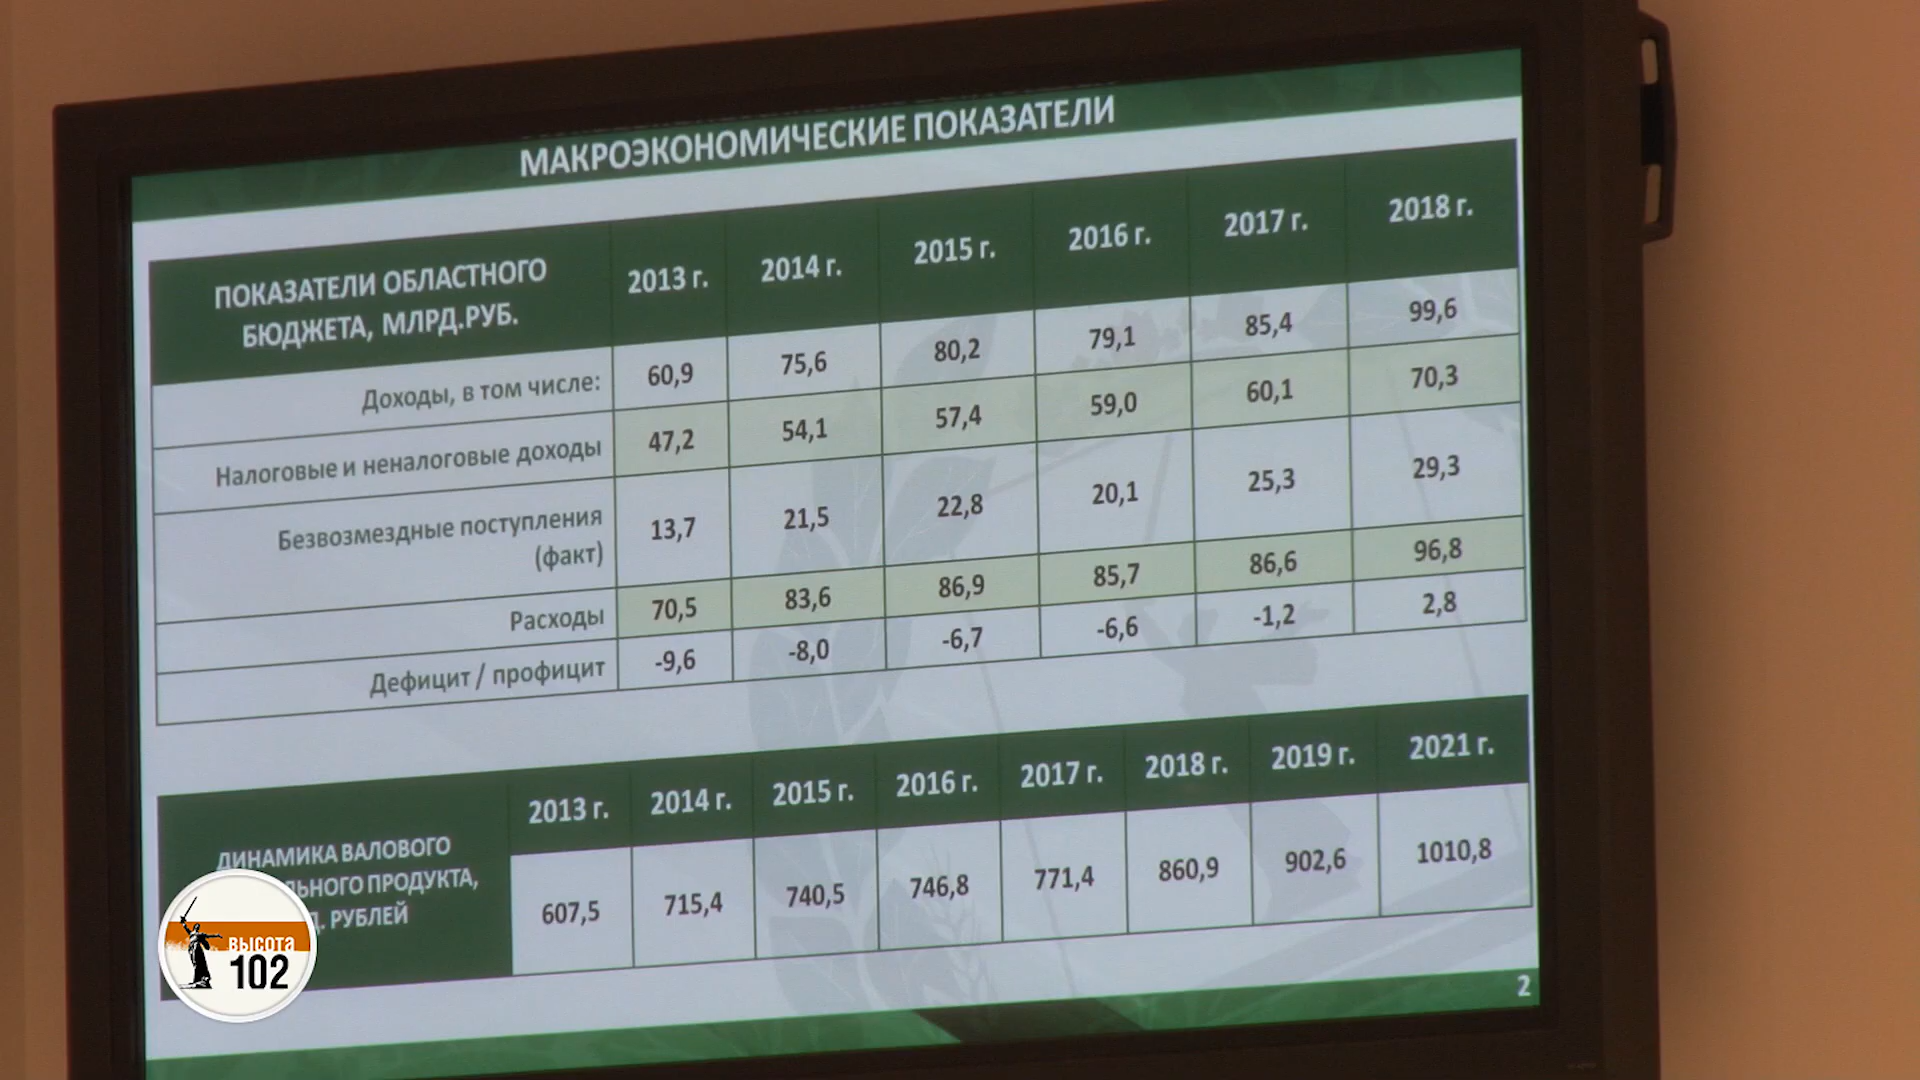 МАКРОЭКОНОМИЧЕСКИЕ ПОКАЗАТЕЛИ
ПОКАЗАТЕЛИ ОБЛАСТНОГО
БЮДЖЕТА, МЛРД.РУБ.
2013 г. 2014 г. 2015 г. 2016 г. 2017 г. 2018 г.
Доходы, в том числе: 60,9 75,6 80,2 79,1 85,4 99,6
Налоговые и неналоговые доходы 47,2 54,1 57,4 59,0 60,1 70,3
Безвозмездные поступления
(факт) 13,7 21,5 22,8 20,1 25,3 29,3
Расходы 70,5 83,6 86,9 85,7 86,6 96,8
Дефицит / профицит -9,6 -8,0 -6,7 -6,6 -1,2 2,8
2013 г. 2014 г. 2015 г. 2016 г. 2017 г. 2018 г. 2019 г. 2021 г.
ДИНАМИКА ВАЛОВОГО
ПРОДУКТА,
РУБЛЕЙ
607,5 715,4 740,5 746,8 771,4 860,9 902,6 1010,8
2
высота
102